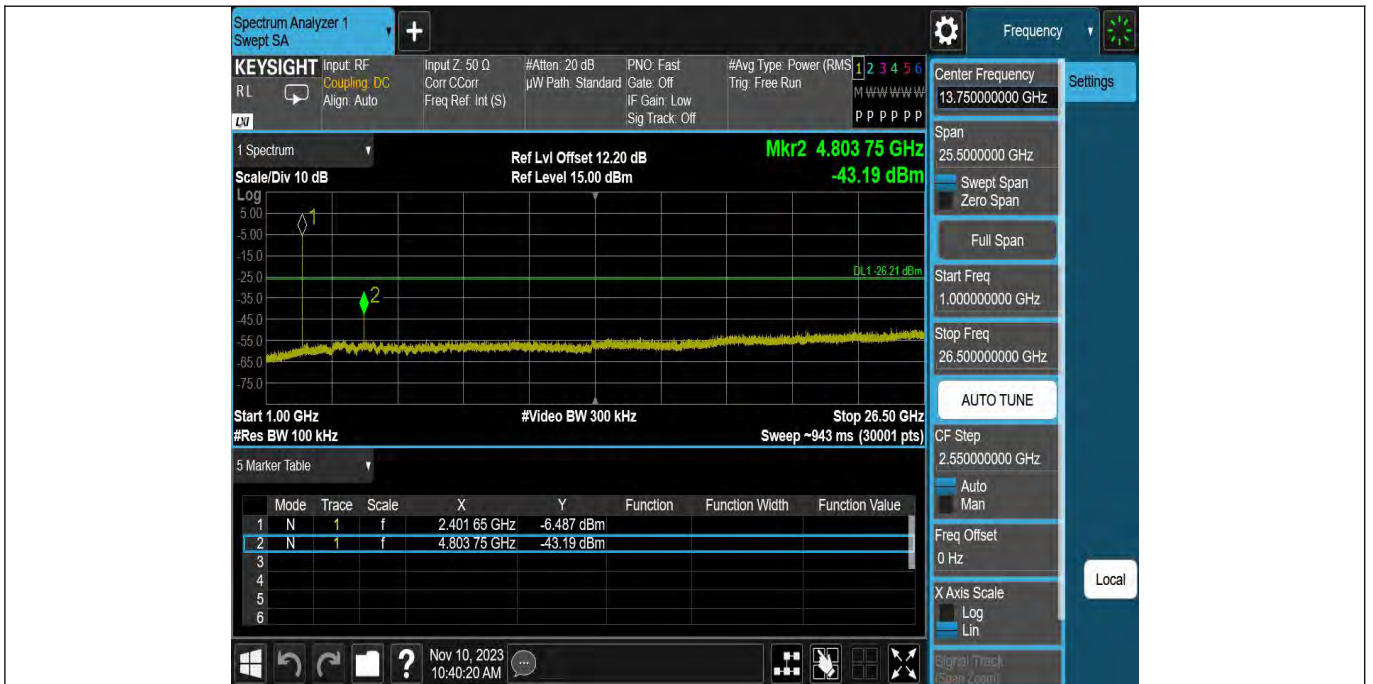 Spectrum Analyzer 1
Swept SA
+
Frequency
KEYSIGHT
RL
LXI
Input: RF
Coupling: DC
Align: Auto
Input Z: 50 Ω
Corr CCorr
Freq Ref: Int (S)
#Atten: 20 dB
µW Path: Standard
PNO: Fast
Gate: Off
IF Gain: Low
Sig Track: Off
#Avg Type: Power (RMS
Trig: Free Run
1 2 3 4 5 6
M W W W W W
P P P P P P
1 Spectrum
Scale/Div 10 dB
Ref Lvl Offset 12.20 dB
Ref Level 15.00 dBm
Mkr2 4.803 75 GHz
-43.19 dBm
Log
5.00
-5.00
-15.0
-25.0
-35.0
-45.0
-55.0
-65.0
-75.0
1
2
DL1 -26.21 dBm
Start 1.00 GHz
#Video BW 300 kHz
Stop 26.50 GHz
#Res BW 100 kHz
Sweep ~943 ms (30001 pts)
5 Marker Table
Mode Trace Scale X Y Function Function Width Function Value
1 N 1 f 2.401 65 GHz -6.487 dBm
2 N 1 f 4.803 75 GHz -43.19 dBm
3
4
5
6
?
Nov 10, 2023
10:40:20 AM
Center Frequency
13.750000000 GHz
Settings
Span
25.5000000 GHz
Swept Span
Zero Span
Full Span
Start Freq
1.000000000 GHz
Stop Freq
26.500000000 GHz
AUTO TUNE
CF Step
2.550000000 GHz
Auto
Man
Freq Offset
0 Hz
X Axis Scale
Log
Lin
Signal Track
(Span Zoom)
Local